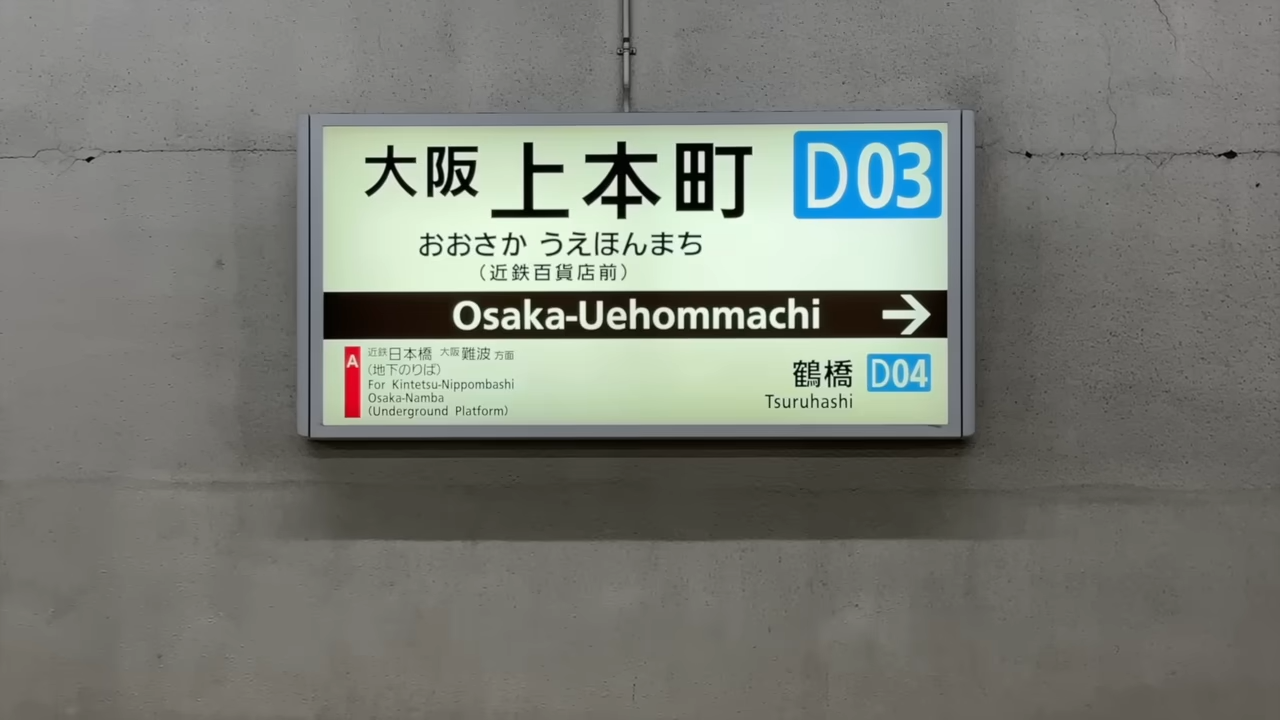 大阪 上本町 D03
おおさか うえほんまち
（近鉄百貨店前）
Osaka-Uehommachi →
A 近鉄日本橋 大阪難波 方面
（地下のりば）
For Kintetsu-Nippombashi
Osaka-Namba
(Underground Platform)
鶴橋 D04
Tsuruhashi